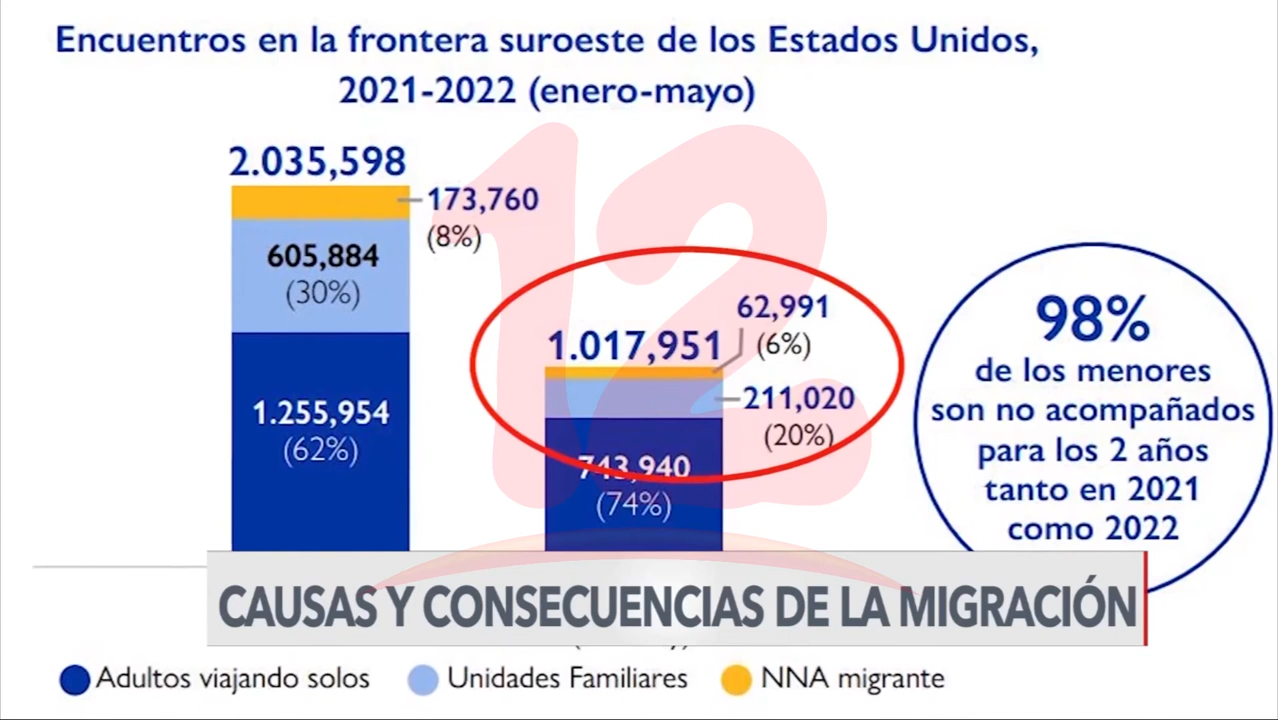 Encuentros en la frontera suroeste de los Estados Unidos,
2021-2022 (enero-mayo)
2.035,598
173,760
(8%)
605,884
(30%)
1.255,954
(62%)
62,991
(6%)
1.017,951
211,020
(20%)
743,940
(74%)
98%
de los menores
son no acompañados
para los 2 años
tanto en 2021
como 2022
12
CAUSAS Y CONSECUENCIAS DE LA MIGRACIÓN
Adultos viajando solos
Unidades Familiares
NNA migrante